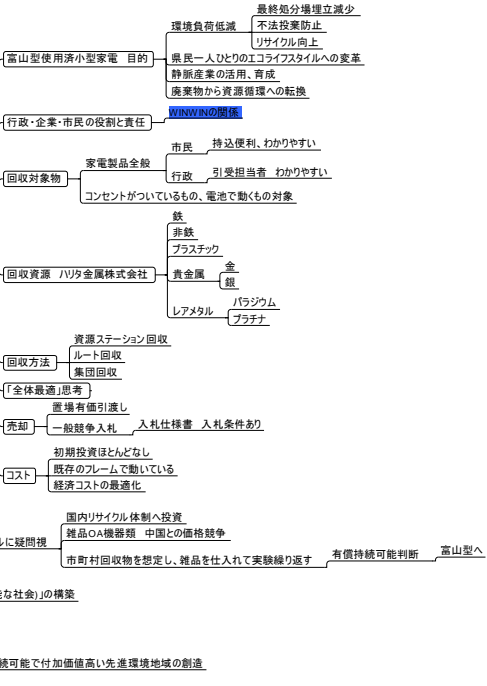 最終処分場埋立減少
環境負荷低減
不法投棄防止
リサイクル向上
富山型使用済小型家電　目的
県民一人ひとりのエコライフスタイルへの変革
静脈産業の活用、育成
廃棄物から資源循環への転換
行政・企業・市民の役割と責任
WINWINの関係
市民
持込便利、わかりやすい
家電製品全般
行政
引受担当者　わかりやすい
回収対象物
コンセントがついているもの、電池で動くもの対象
鉄
非鉄
プラスチック
回収資源　ハリタ金属株式会社
貴金属
金
銀
レアメタル
パラジウム
プラチナ
資源ステーション回収
回収方法
ルート回収
集団回収
「全体最適」思考
置場有価引渡し
売却
一般競争入札
入札仕様書　入札条件あり
初期投資ほとんどなし
コスト
既存のフレームで動いている
経済コストの最適化
国内リサイクル体制へ投資
雑品OA機器類　中国との価格競争
ルに疑問視
市町村回収物を想定し、雑品を仕入れて実験繰り返す
有償持続可能判断
富山型へ
な社会)」の構築
続可能で付加価値高い先進環境地域の創造